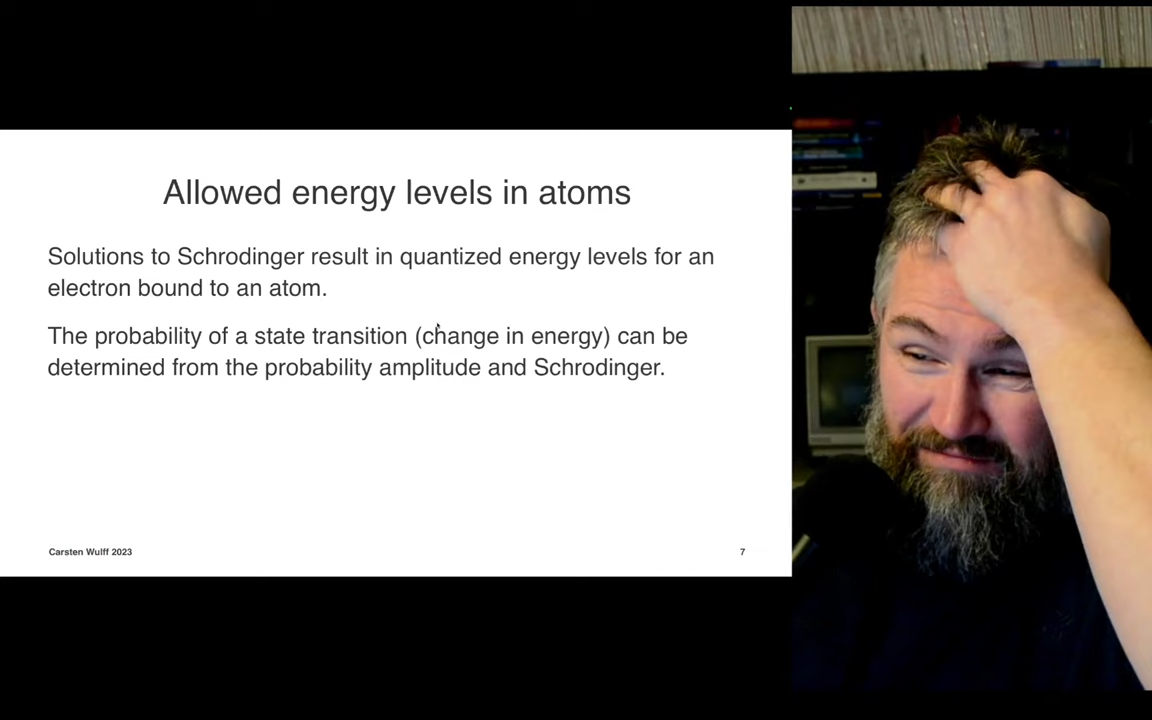 Allowed energy levels in atoms
Solutions to Schrodinger result in quantized energy levels for an
electron bound to an atom.
The probability of a state transition (change in energy) can be
determined from the probability amplitude and Schrodinger.
Carsten Wulff 2023
7